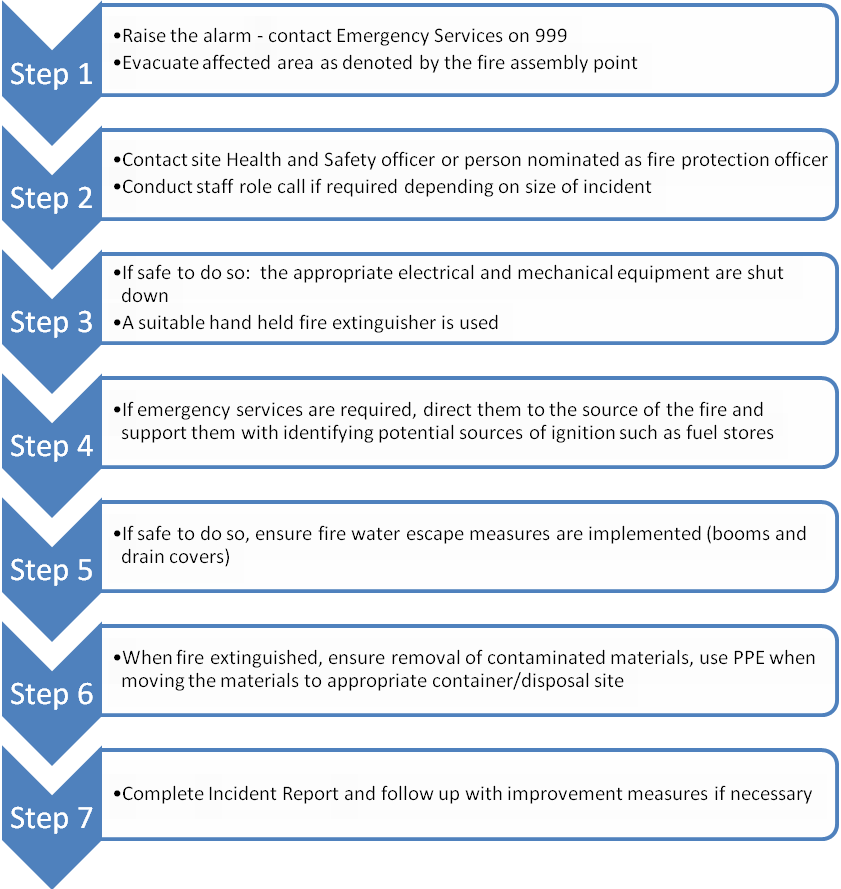 Step 1
•Raise the alarm - contact Emergency Services on 999
•Evacuate affected area as denoted by the fire assembly point
Step 2
•Contact site Health and Safety officer or person nominated as fire protection officer
•Conduct staff role call if required depending on size of incident
Step 3
•If safe to do so:  the appropriate electrical and mechanical equipment are shut
down
•A suitable hand held fire extinguisher is used
Step 4
•If emergency services are required, direct them to the source of the fire and
support them with identifying potential sources of ignition such as fuel stores
Step 5
•If safe to do so, ensure fire water escape measures are implemented (booms and
drain covers)
Step 6
•When fire extinguished, ensure removal of contaminated materials, use PPE when
moving the materials to appropriate container/disposal site
Step 7
•Complete Incident Report and follow up with improvement measures if necessary